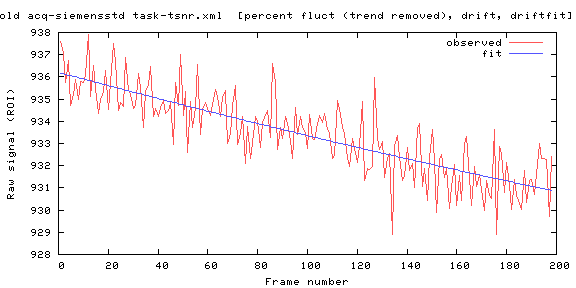 old acq-siemensstd task-tsnr.xml [percent fluct (trend removed), drift, driftfit]
938
937
936
935
934
933
932
931
930
929
928
Raw signal (ROI)
observed
fit
0 20 40 60 80 100 120 140 160 180 200
Frame number